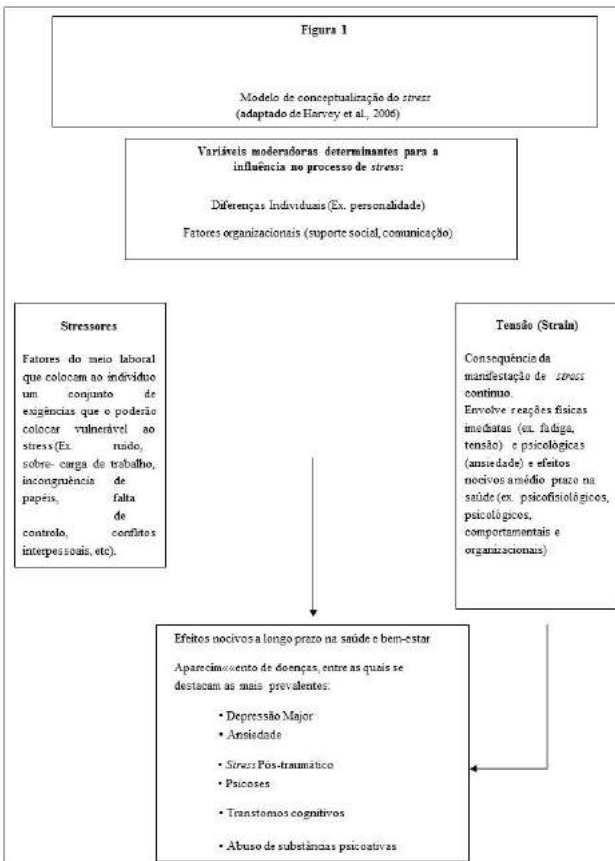 Figura 1
Modelo de conceptualização do stress
(adaptado de Harvey et al., 2006)
Variáveis moderadoras determinantes para a
influência no processo de stress:
Diferenças Individuais (Ex. personalidade)
Fatores organizacionais (suporte social, comunicação)
Stressores
Fatores do meio laboral
que colocam ao indivíduo
um conjunto de
exigências que o poderão
colocar vulnerável ao
stress (Ex. ruído,
sobre- carga de trabalho,
incongruência de
papéis, falta
de
controlo, conflitos
interpessoais, etc).
Tensão (Strain)
Consequência da
manifestação de stress
contínuo.
Envolve reações físicas
imediatas (ex. fadiga,
tensão) e psicológicas
(ansiedade) e efeitos
nocivos a médio prazo na
saúde (ex. psicofisiológicos,
psicológicos,
comportamentais e
organizacionais)
Efeitos nocivos a longo prazo na saúde e bem-estar
Aparecim««ento de doenças, entre as quais se
destacam as mais prevalentes:
• Depressão Major
• Ansiedade
• Stress Pós-traumático
• Psicoses
• Transtornos cognitivos
• Abuso de substâncias psicoativas